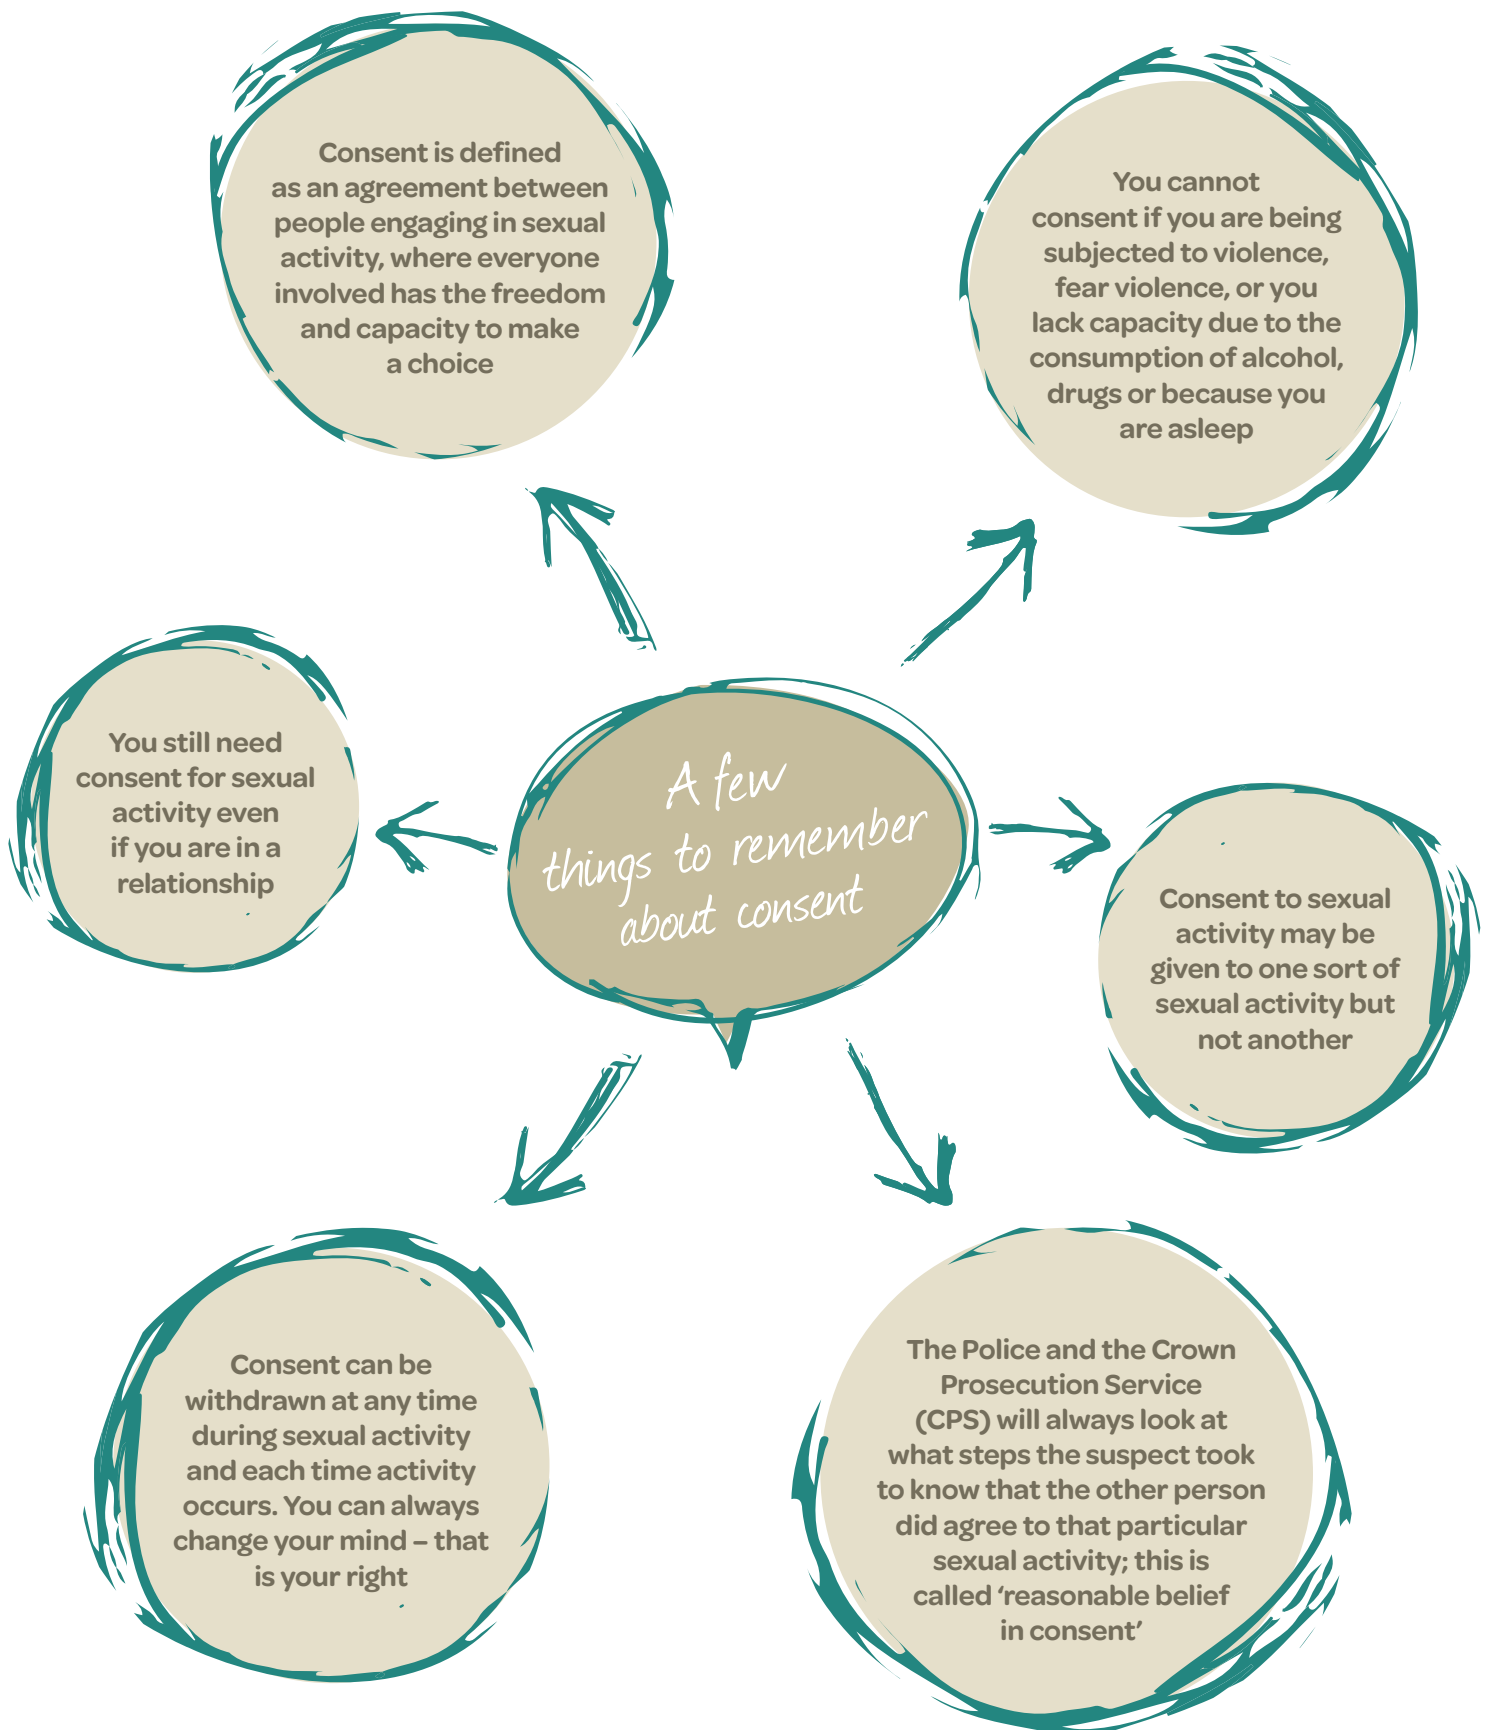 Consent is defined
as an agreement between
people engaging in sexual
activity, where everyone
involved has the freedom
and capacity to make
a choice
You cannot
consent if you are being
subjected to violence,
fear violence, or you
lack capacity due to the
consumption of alcohol,
drugs or because you
are asleep
You still need
consent for sexual
activity even
if you are in a
relationship
A few
things to remember
about consent
Consent to sexual
activity may be
given to one sort of
sexual activity but
not another
Consent can be
withdrawn at any time
during sexual activity
and each time activity
occurs. You can always
change your mind – that
is your right
The Police and the Crown
Prosecution Service
(CPS) will always look at
what steps the suspect took
to know that the other person
did agree to that particular
sexual activity; this is
called ‘reasonable belief
in consent’